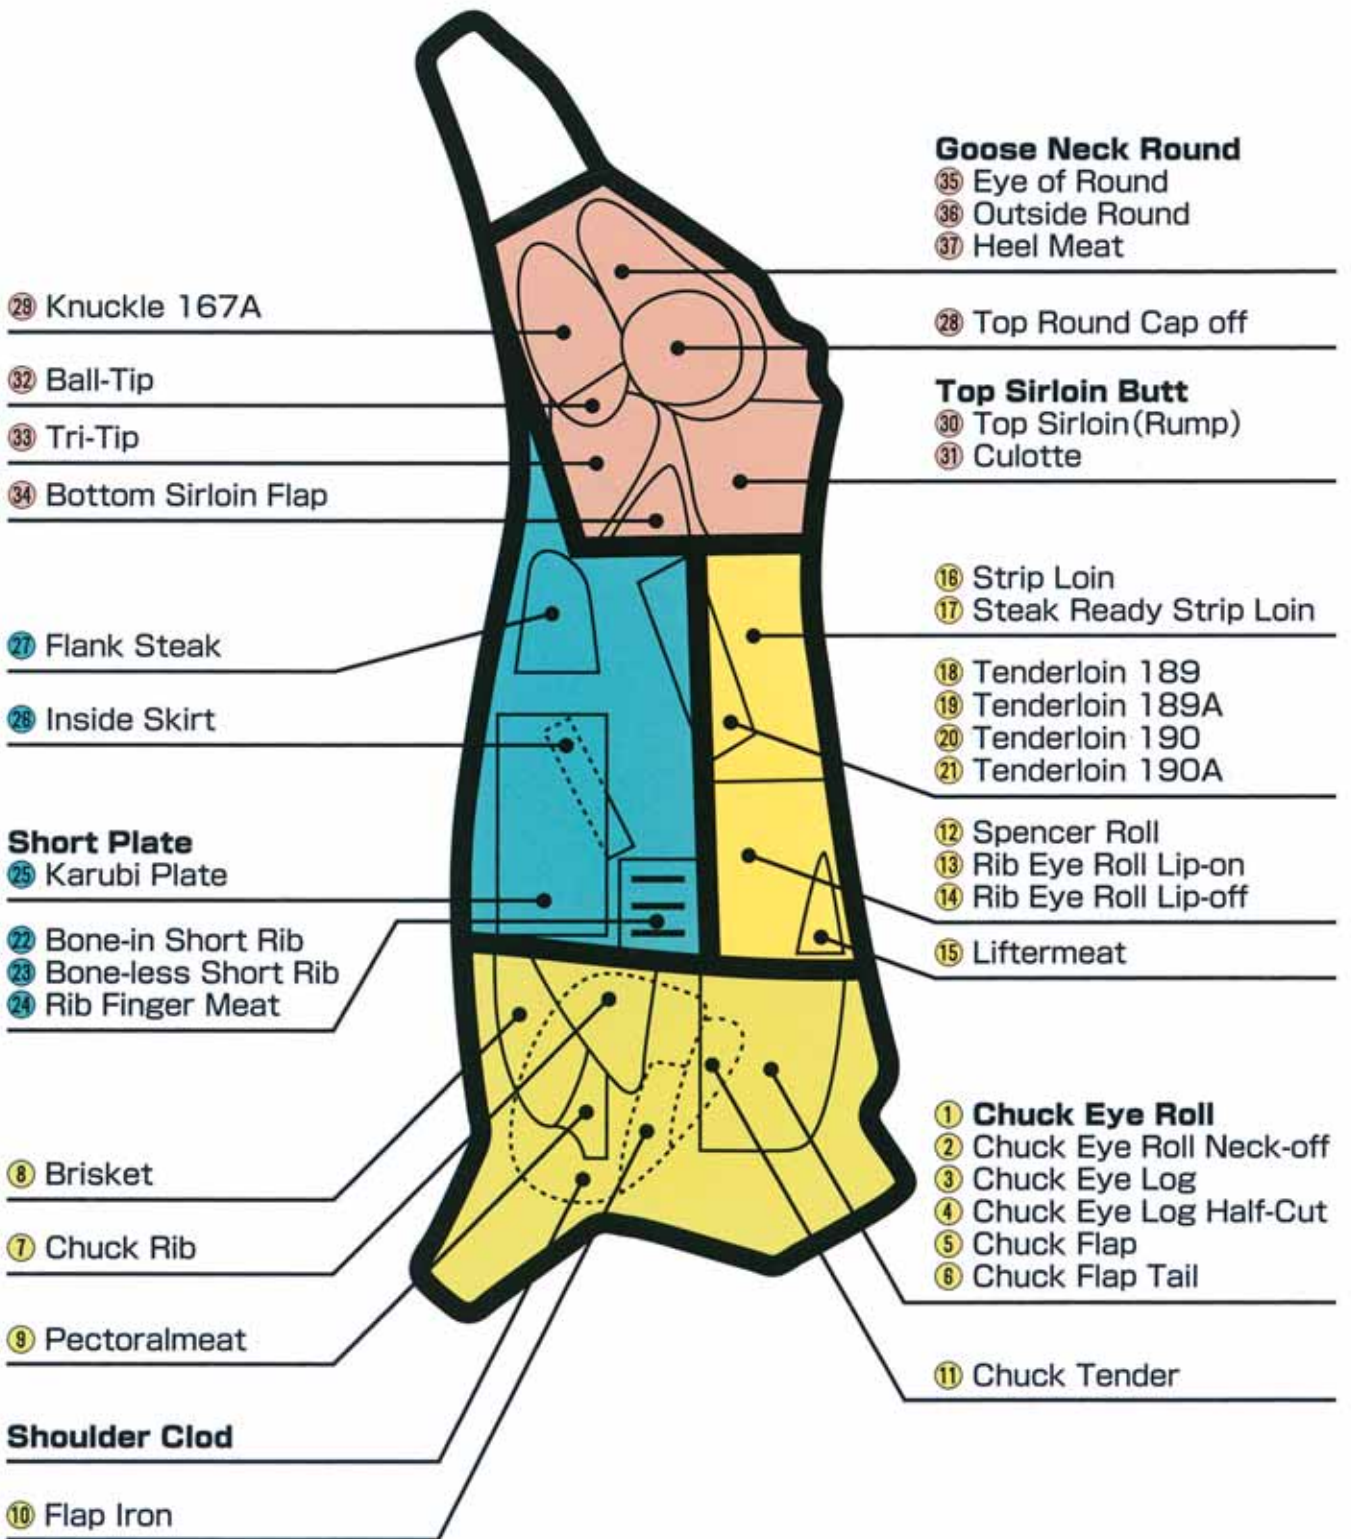 ㉙ Knuckle 167A
㉜ Ball-Tip
㉝ Tri-Tip
㉞ Bottom Sirloin Flap
㉗ Flank Steak
㉖ Inside Skirt
Short Plate
㉕ Karubi Plate
㉒ Bone-in Short Rib
㉓ Bone-less Short Rib
㉔ Rib Finger Meat
⑧ Brisket
⑦ Chuck Rib
⑨ Pectoralmeat
Shoulder Clod
⑩ Flap Iron
Goose Neck Round
㉟ Eye of Round
㊱ Outside Round
㊲ Heel Meat
㉘ Top Round Cap off
Top Sirloin Butt
㉚ Top Sirloin(Rump)
㉛ Culotte
⑯ Strip Loin
⑰ Steak Ready Strip Loin
⑱ Tenderloin 189
⑲ Tenderloin 189A
⑳ Tenderloin 190
㉑ Tenderloin 190A
⑫ Spencer Roll
⑬ Rib Eye Roll Lip-on
⑭ Rib Eye Roll Lip-off
⑮ Liftermeat
① Chuck Eye Roll
② Chuck Eye Roll Neck-off
③ Chuck Eye Log
④ Chuck Eye Log Half-Cut
⑤ Chuck Flap
⑥ Chuck Flap Tail
⑪ Chuck Tender